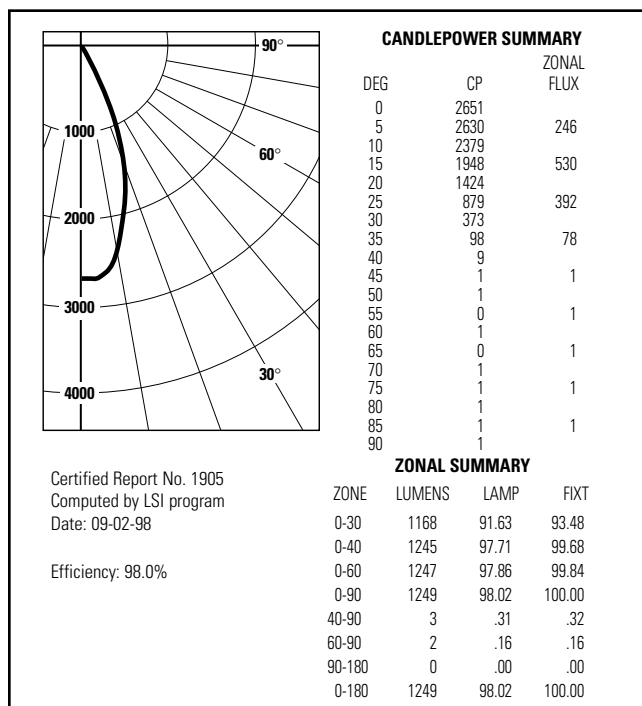 90°
60°
30°
1000
2000
3000
4000
Certified Report No. 1905
Computed by LSI program
Date: 09-02-98
Efficiency: 98.0%
CANDLEPOWER SUMMARY
ZONAL
DEG CP FLUX
0 2651
5 2630 246
10 2379
15 1948 530
20 1424
25 879 392
30 373
35 98 78
40 9
45 1 1
50 1
55 0 1
60 1
65 0 1
70 1
75 1 1
80 1
85 1 1
90 1
ZONAL SUMMARY
ZONE LUMENS LAMP FIXT
0-30 1168 91.63 93.48
0-40 1245 97.71 99.68
0-60 1247 97.86 99.84
0-90 1249 98.02 100.00
40-90 3 .31 .32
60-90 2 .16 .16
90-180 0 .00 .00
0-180 1249 98.02 100.00